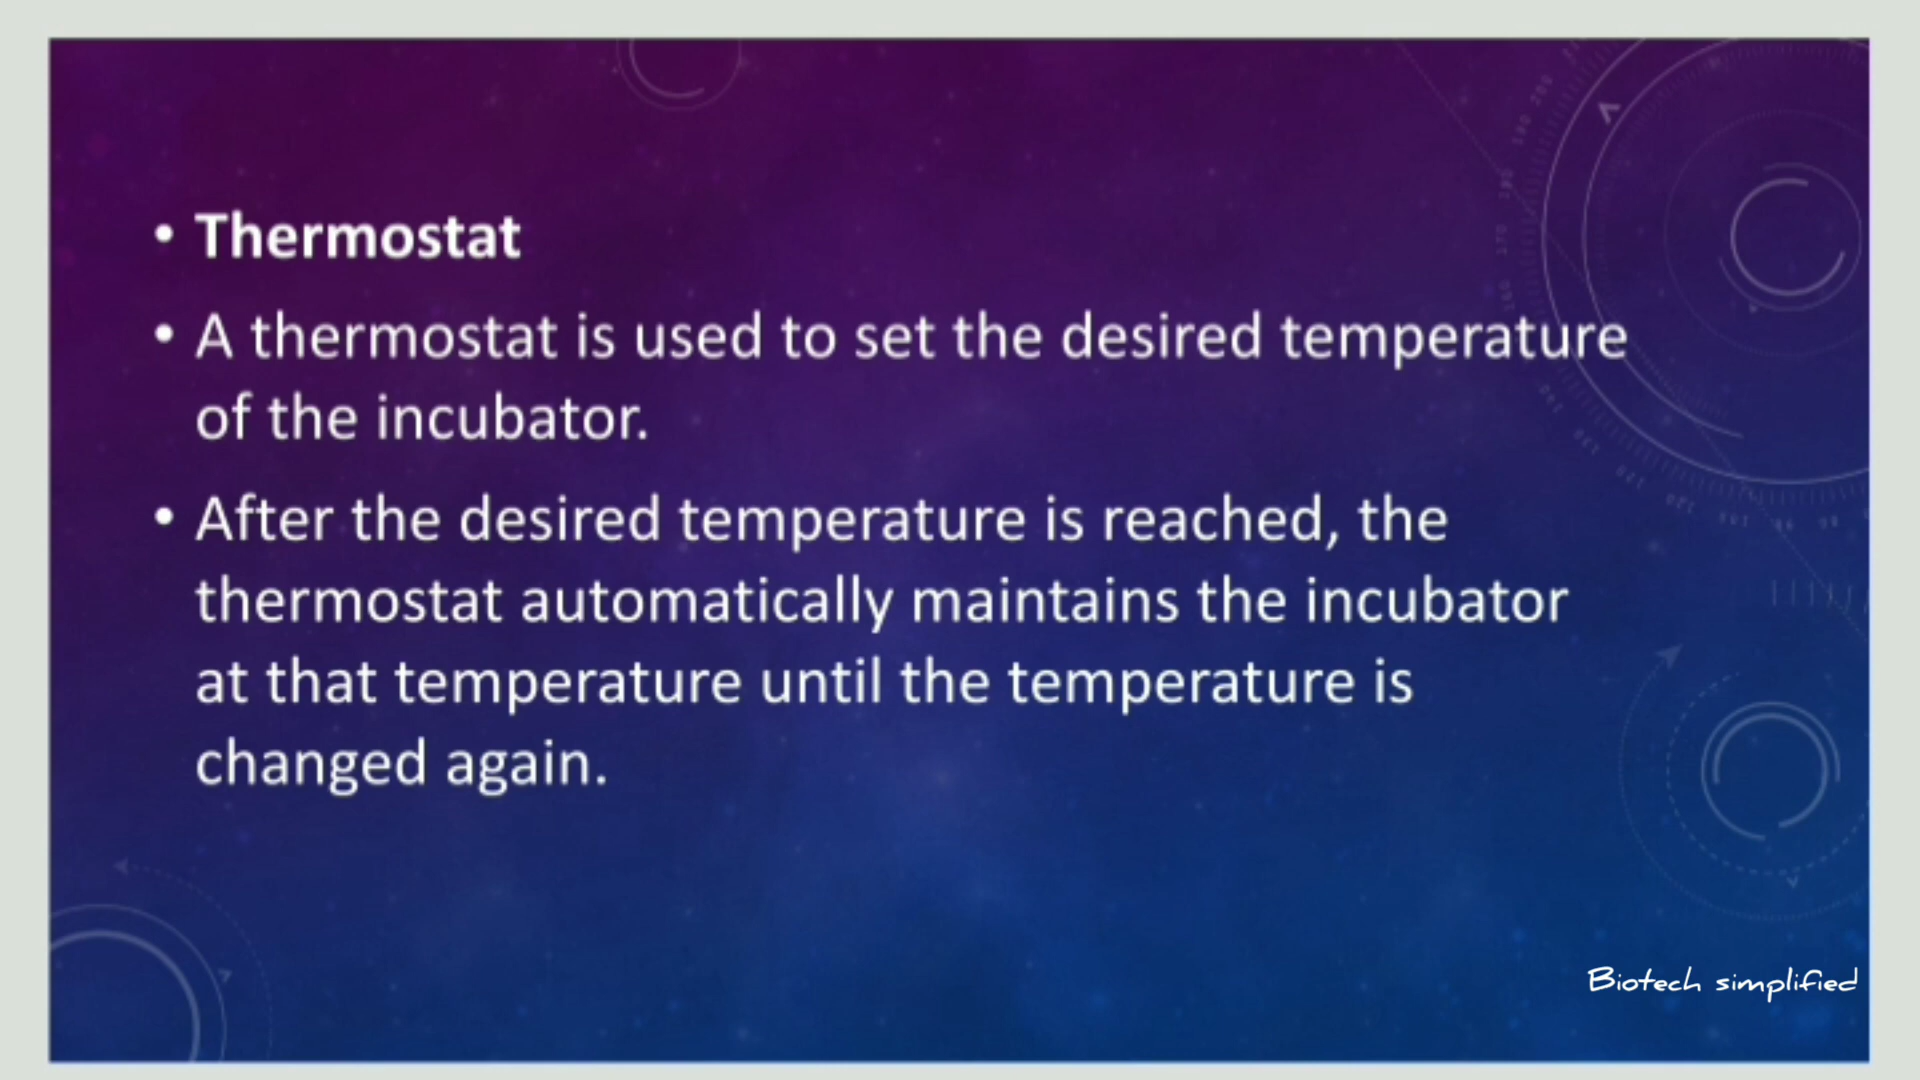 • Thermostat
• A thermostat is used to set the desired temperature
of the incubator.
• After the desired temperature is reached, the
thermostat automatically maintains the incubator
at that temperature until the temperature is
changed again.
Biotech simplified